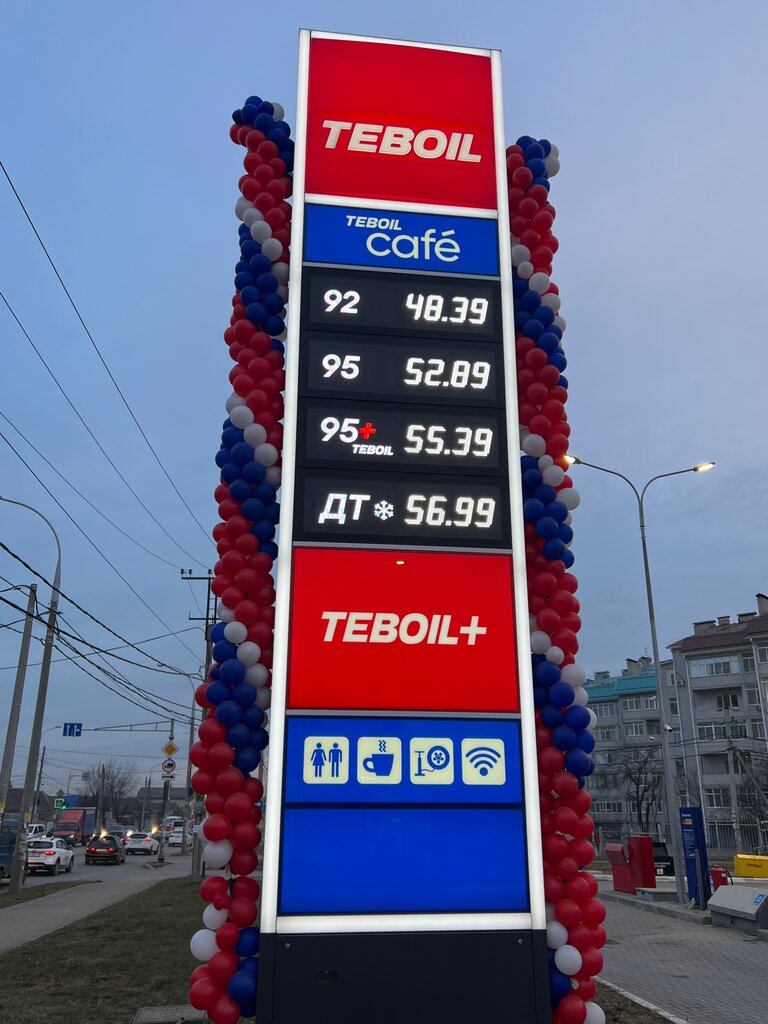 TEBOIL
TEBOIL
café
92 48.39
95 52.89
95+ TEBOIL 55.39
ДТ 56.99
TEBOIL+